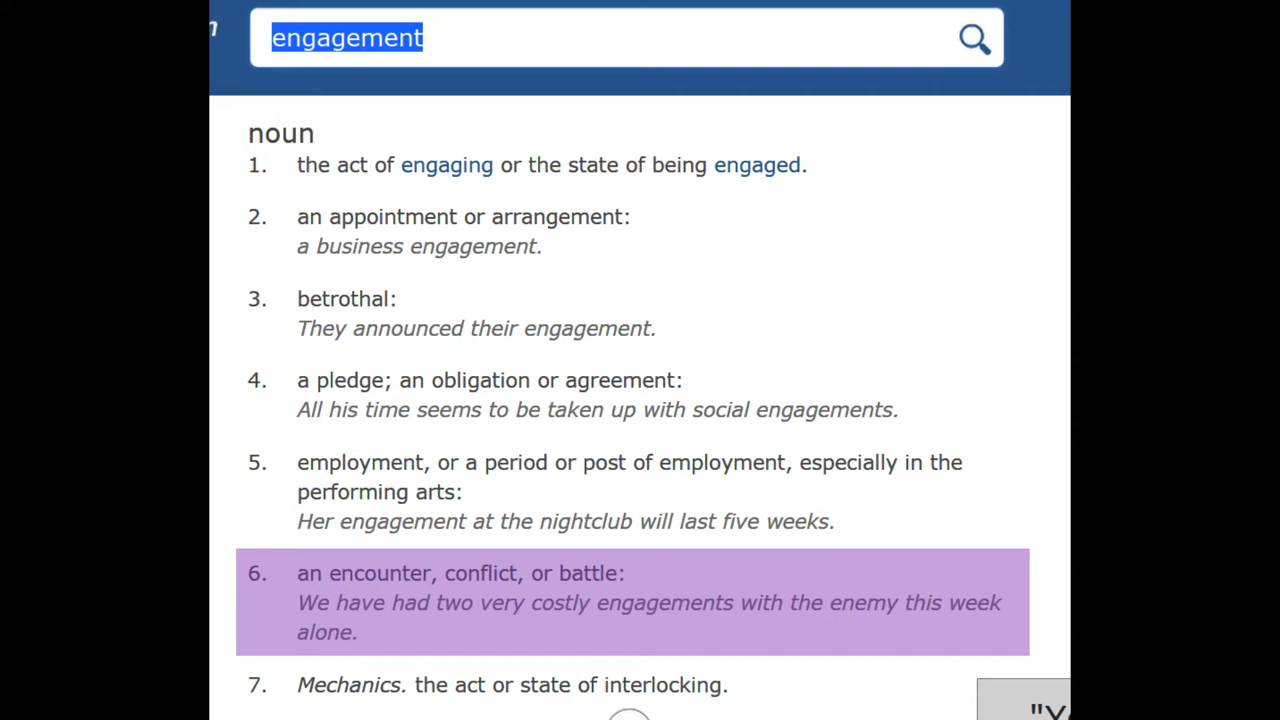 engagement
noun
1. the act of engaging or the state of being engaged.
2. an appointment or arrangement:
a business engagement.
3. betrothal:
They announced their engagement.
4. a pledge; an obligation or agreement:
All his time seems to be taken up with social engagements.
5. employment, or a period or post of employment, especially in the
performing arts:
Her engagement at the nightclub will last five weeks.
6. an encounter, conflict, or battle:
We have had two very costly engagements with the enemy this week
alone.
7. Mechanics. the act or state of interlocking.